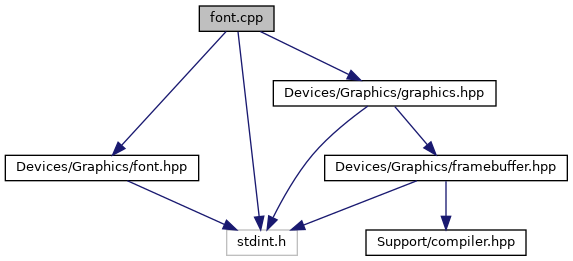 font.cpp
Devices/Graphics/graphics.hpp
Devices/Graphics/font.hpp
Devices/Graphics/framebuffer.hpp
stdint.h
Support/compiler.hpp